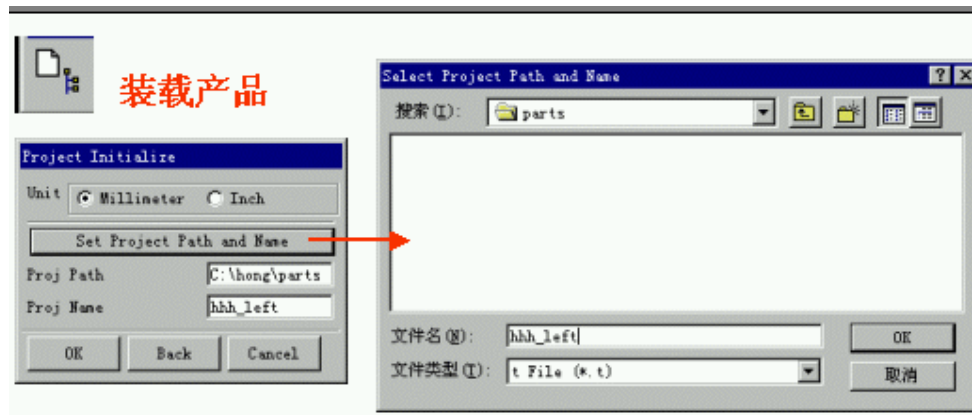 装载产品
Project Initialize
Unit Millimeter Inch
Set Project Path and Name
Proj Path C:\hong\parts
Proj Name hhh_left
OK Back Cancel
Select Project Path and Name
搜索(I): parts
文件名(N): hhh_left
OK
文件类型(T): t File (*.t)
取消